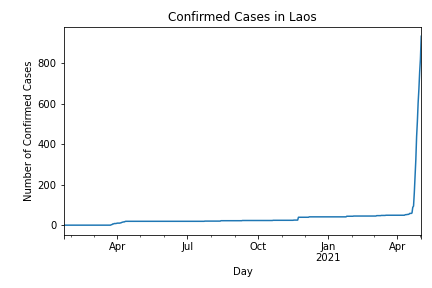 Confirmed Cases in Laos
Number of Confirmed Cases
800
600
400
200
0
Apr
Jul
Oct
Jan
2021
Apr
Day